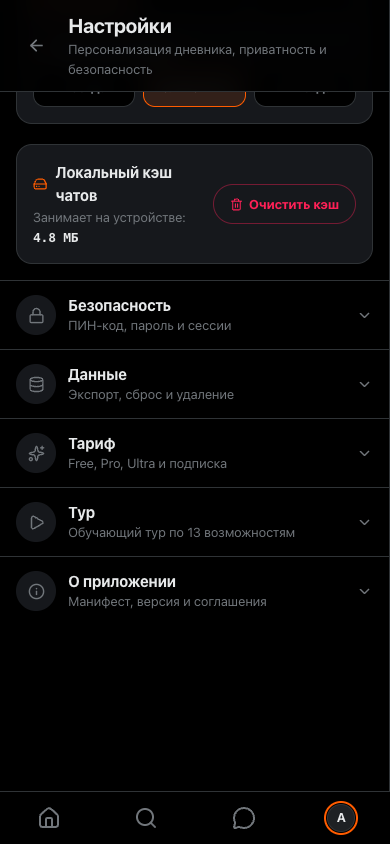 Настройки
Персонализация дневника, приватность и
безопасность
Локальный кэш
чатов
Занимает на устройстве:
4.8 МБ
Очистить кэш
Безопасность
ПИН-код, пароль и сессии
Данные
Экспорт, сброс и удаление
Тариф
Free, Pro, Ultra и подписка
Тур
Обучающий тур по 13 возможностям
О приложении
Манифест, версия и соглашения
A